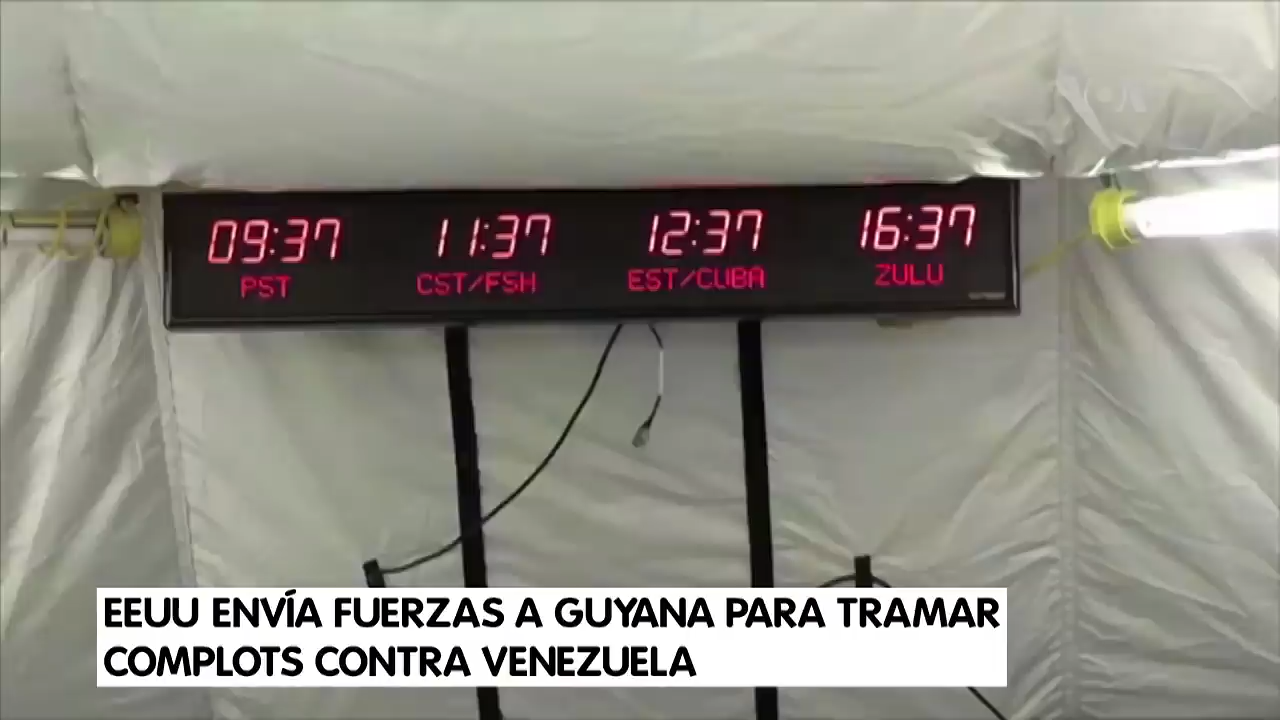 09:37 11:37 12:37 16:37
PST CST/FSH EST/CUBA ZULU
EEUU ENVÍA FUERZAS A GUYANA PARA TRAMAR
COMPLOTS CONTRA VENEZUELA